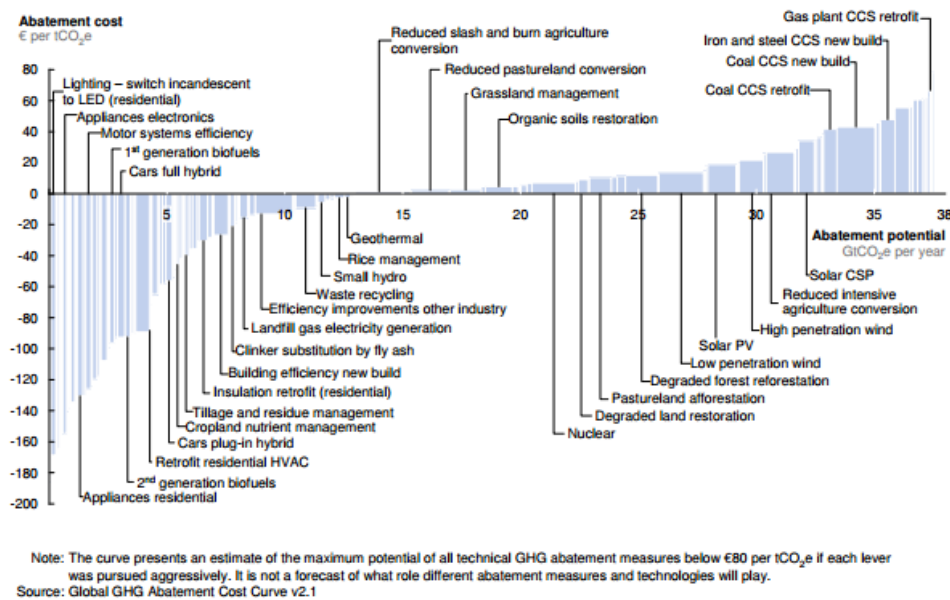 Abatement cost
€ per tCO2e
80
60
40
20
0
-20
-40
-60
-80
-100
-120
-140
-160
-180
-200
Lighting – switch incandescent
to LED (residential)
Appliances electronics
Motor systems efficiency
1st generation biofuels
Cars full hybrid
Reduced slash and burn agriculture
conversion
Reduced pastureland conversion
Grassland management
Organic soils restoration
Gas plant CCS retrofit
Iron and steel CCS new build
Coal CCS new build
Coal CCS retrofit
5
10
15
20
25
30
35
38
Abatement potential
GtCO2e per year
Geothermal
Rice management
Small hydro
Waste recycling
Efficiency improvements other industry
Landfill gas electricity generation
Clinker substitution by fly ash
Building efficiency new build
Insulation retrofit (residential)
Tillage and residue management
Cropland nutrient management
Cars plug-in hybrid
Retrofit residential HVAC
2nd generation biofuels
Appliances residential
Solar CSP
Reduced intensive
agriculture conversion
High penetration wind
Solar PV
Low penetration wind
Degraded forest reforestation
Pastureland afforestation
Degraded land restoration
Nuclear
Note: The curve presents an estimate of the maximum potential of all technical GHG abatement measures below €80 per tCO2e if each lever
was pursued aggressively. It is not a forecast of what role different abatement measures and technologies will play.
Source: Global GHG Abatement Cost Curve v2.1